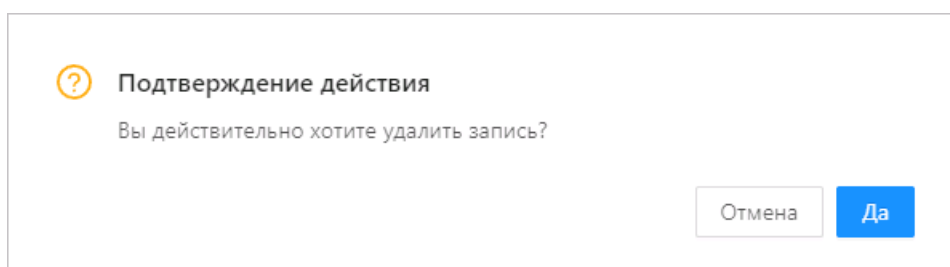 Подтверждение действия
Вы действительно хотите удалить запись?
Отмена Да